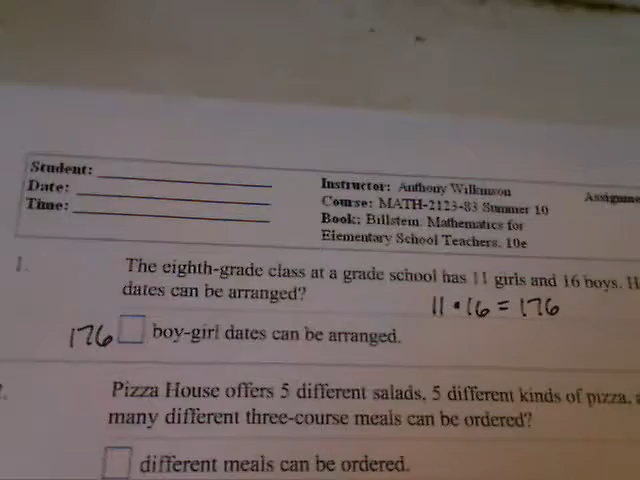 Student:
Date:
Time:
Instructor: Anthony Wilkinson
Course: MATH-2123-83 Summer 10
Book: Billstein: Mathematics for
Elementary School Teachers, 10e
1.
The eighth-grade class at a grade school has 11 girls and 16 boys.
dates can be arranged?
11 • 16 = 176
176 boy-girl dates can be arranged.
Pizza House offers 5 different salads, 5 different kinds of pizza,
many different three-course meals can be ordered?
different meals can be ordered.